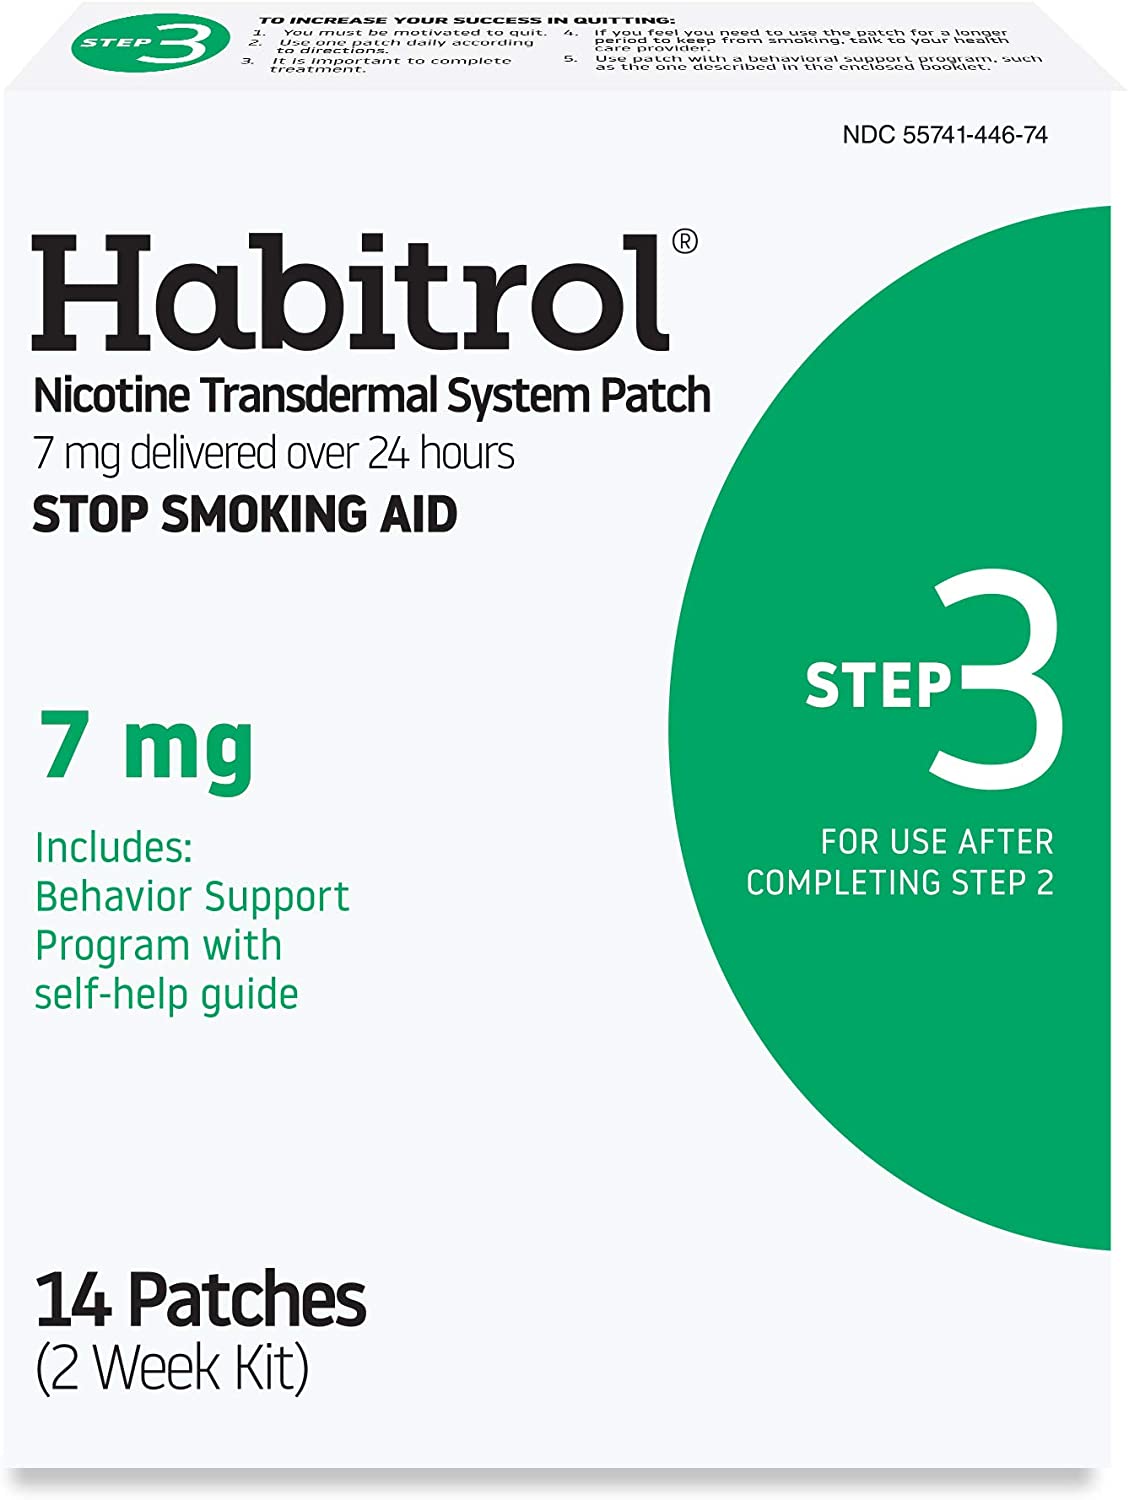 STEP 3
TO INCREASE YOUR SUCCESS IN QUITTING:
1. You must be motivated to quit.
2. Use one patch daily according
to directions.
3. It is important to complete
treatment.
4. If you feel you need to use the patch for a longer
period to keep from smoking, talk to your health
care provider.
5. Use patch with a behavioral support program, such
as the one described in the enclosed booklet.
NDC 55741-446-74
Habitrol®
Nicotine Transdermal System Patch
7 mg delivered over 24 hours
STOP SMOKING AID
STEP 3
FOR USE AFTER
COMPLETING STEP 2
7 mg
Includes:
Behavior Support
Program with
self-help guide
14 Patches
(2 Week Kit)